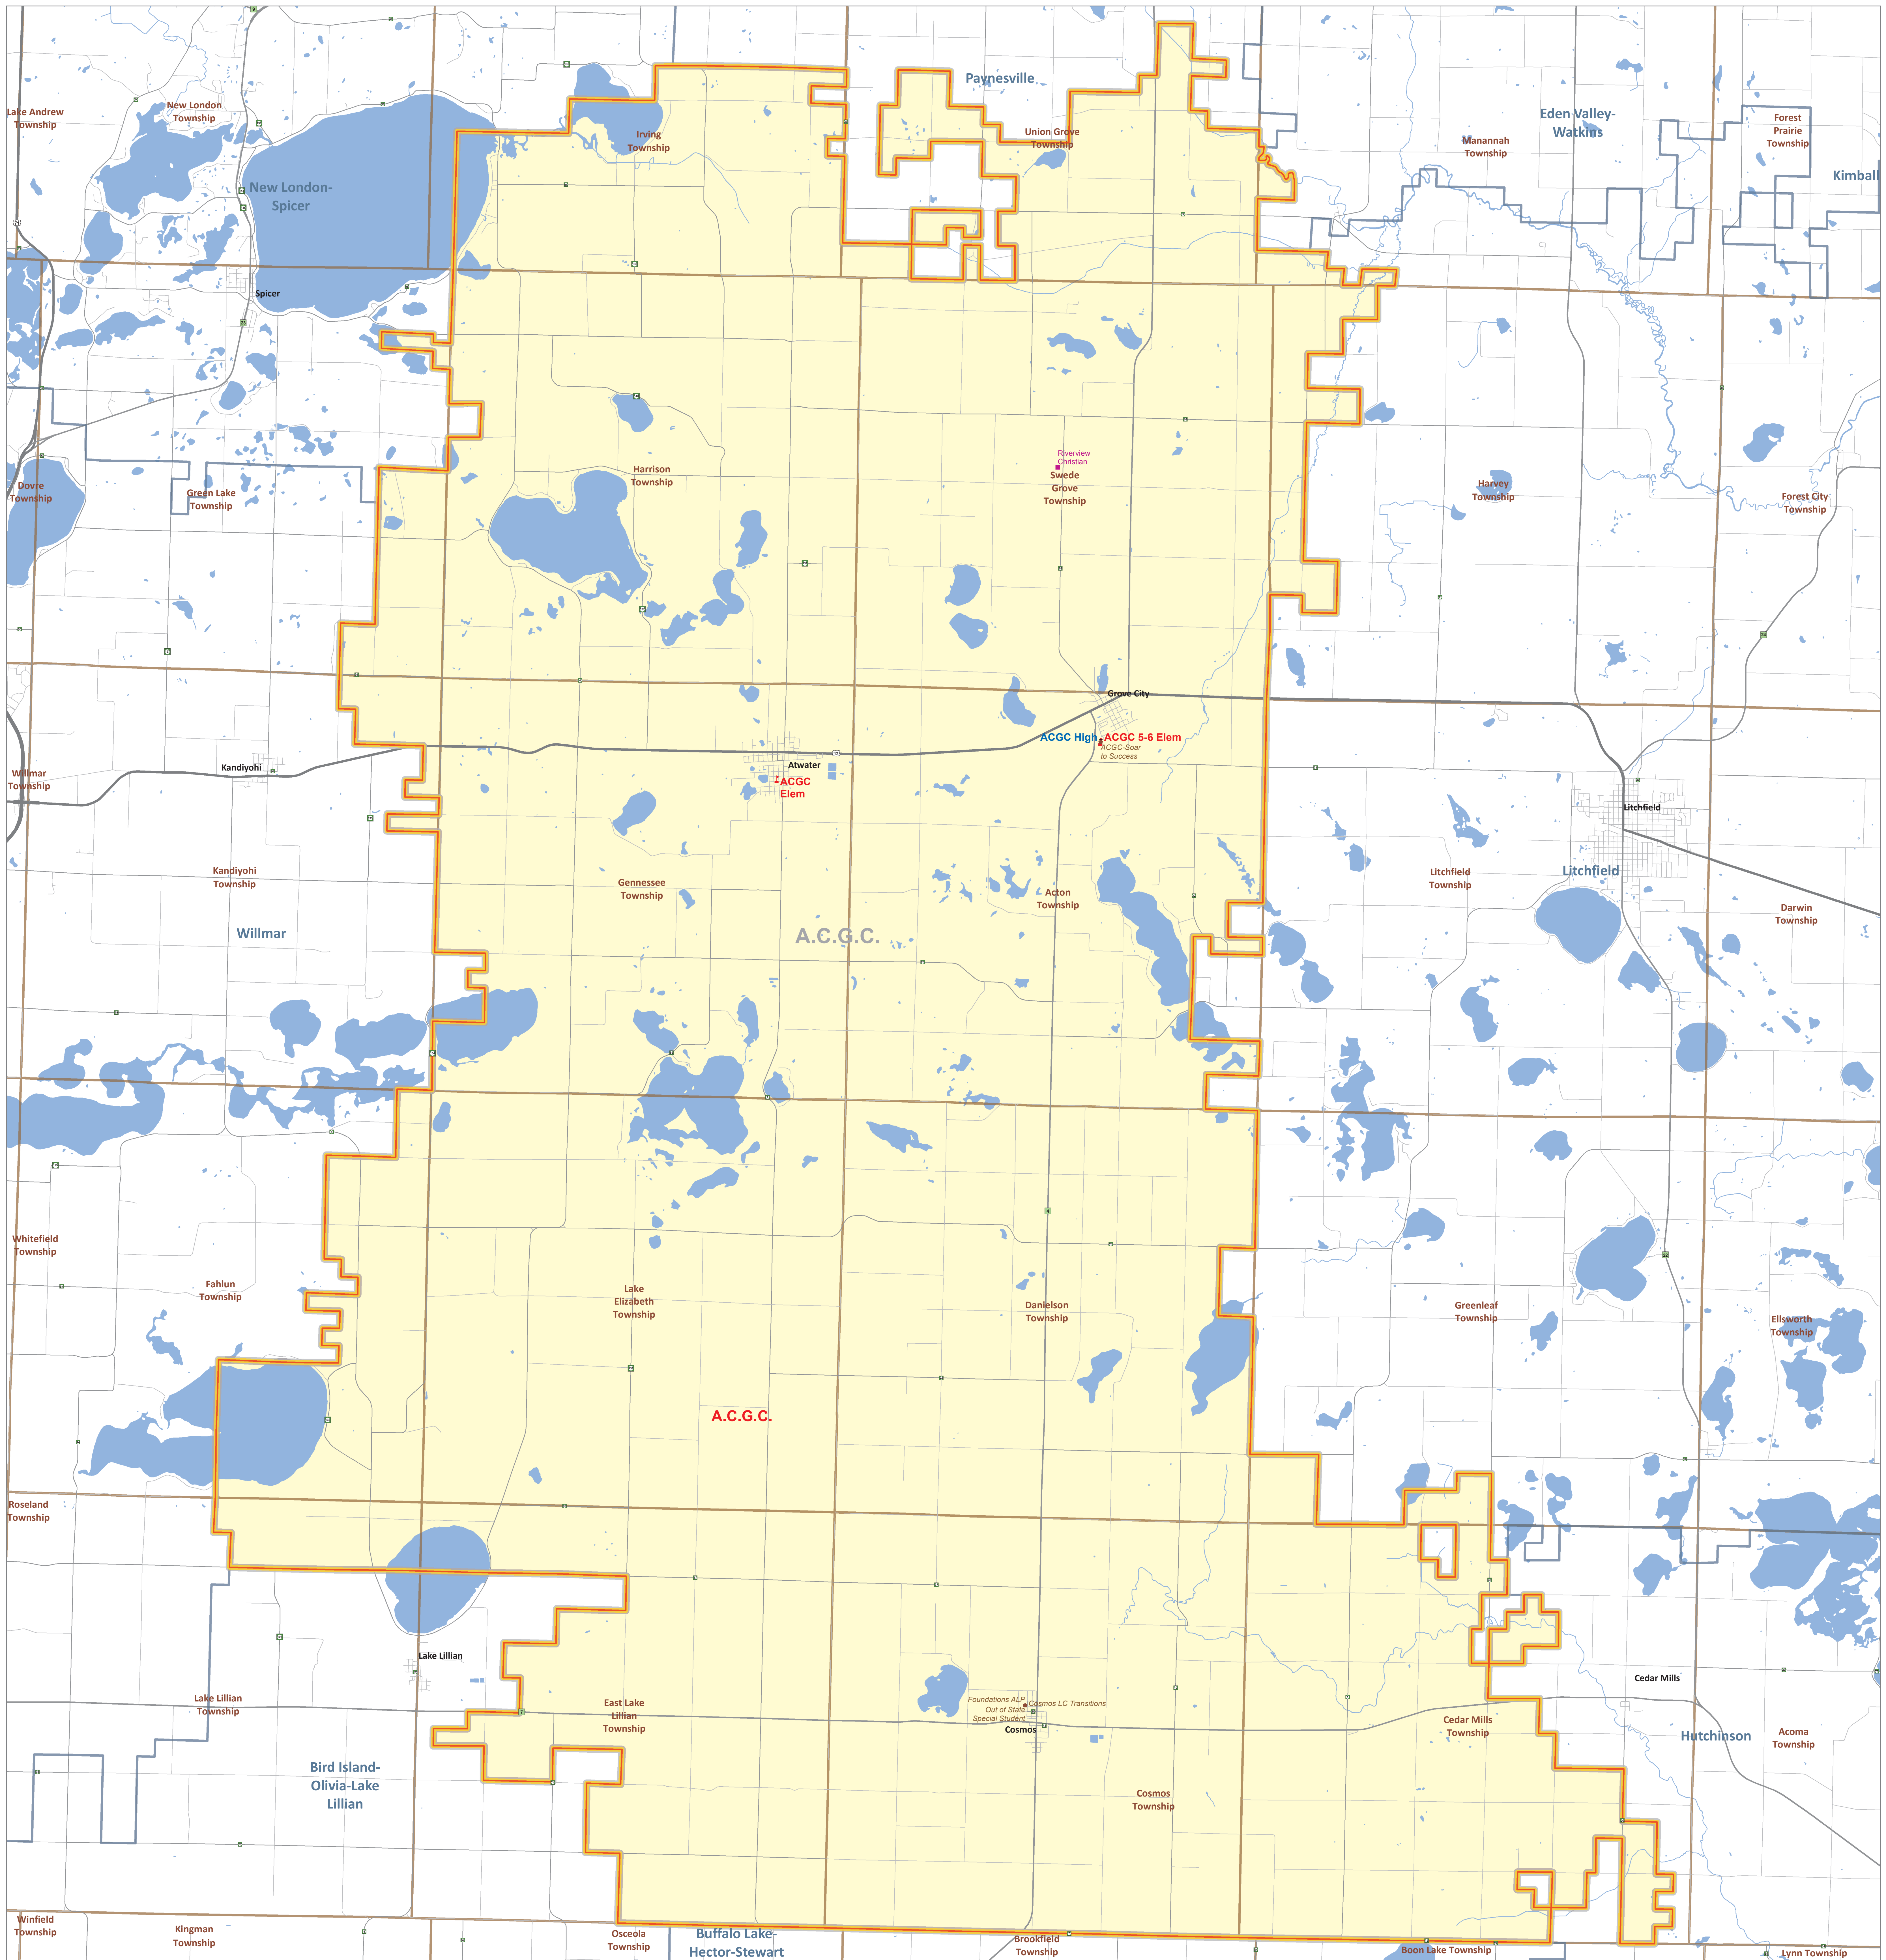 Paynesville
Lake Andrew
Township
New London
Township
Irving
Township
Union Grove
Township
Manannah
Township
Eden Valley-
Watkins
Forest
Prairie
Township
Kimball
New London-
Spicer
Spicer
Riverview
Christian
Swede
Grove
Township
Harrison
Township
Dovre
Township
Green Lake
Township
Harvey
Township
Forest City
Township
Grove City
ACGC High
ACGC 5-6 Elem
ACGC-Soar
to Success
Kandiyohi
Willmar
Township
Atwater
ACGC
Elem
Litchfield
Kandiyohi
Township
Gennessee
Township
Acton
Township
Litchfield
Township
Litchfield
Darwin
Township
Willmar
A.C.G.C.
Whitefield
Township
Fahlun
Township
Lake
Elizabeth
Township
Danielson
Township
Greenleaf
Township
Ellsworth
Township
A.C.G.C.
Roseland
Township
Lake Lillian
Cedar Mills
Lake Lillian
Township
East Lake
Lillian
Township
Foundations ALP
Out of State
Special Student
Cosmos LC Transitions
Cosmos
Cedar Mills
Township
Hutchinson
Acoma
Township
Bird Island-
Olivia-Lake
Lillian
Cosmos
Township
Winfield
Township
Kingman
Township
Osceola
Township
Buffalo Lake-
Hector-Stewart
Brookfield
Township
Boon Lake Township
Lynn Township